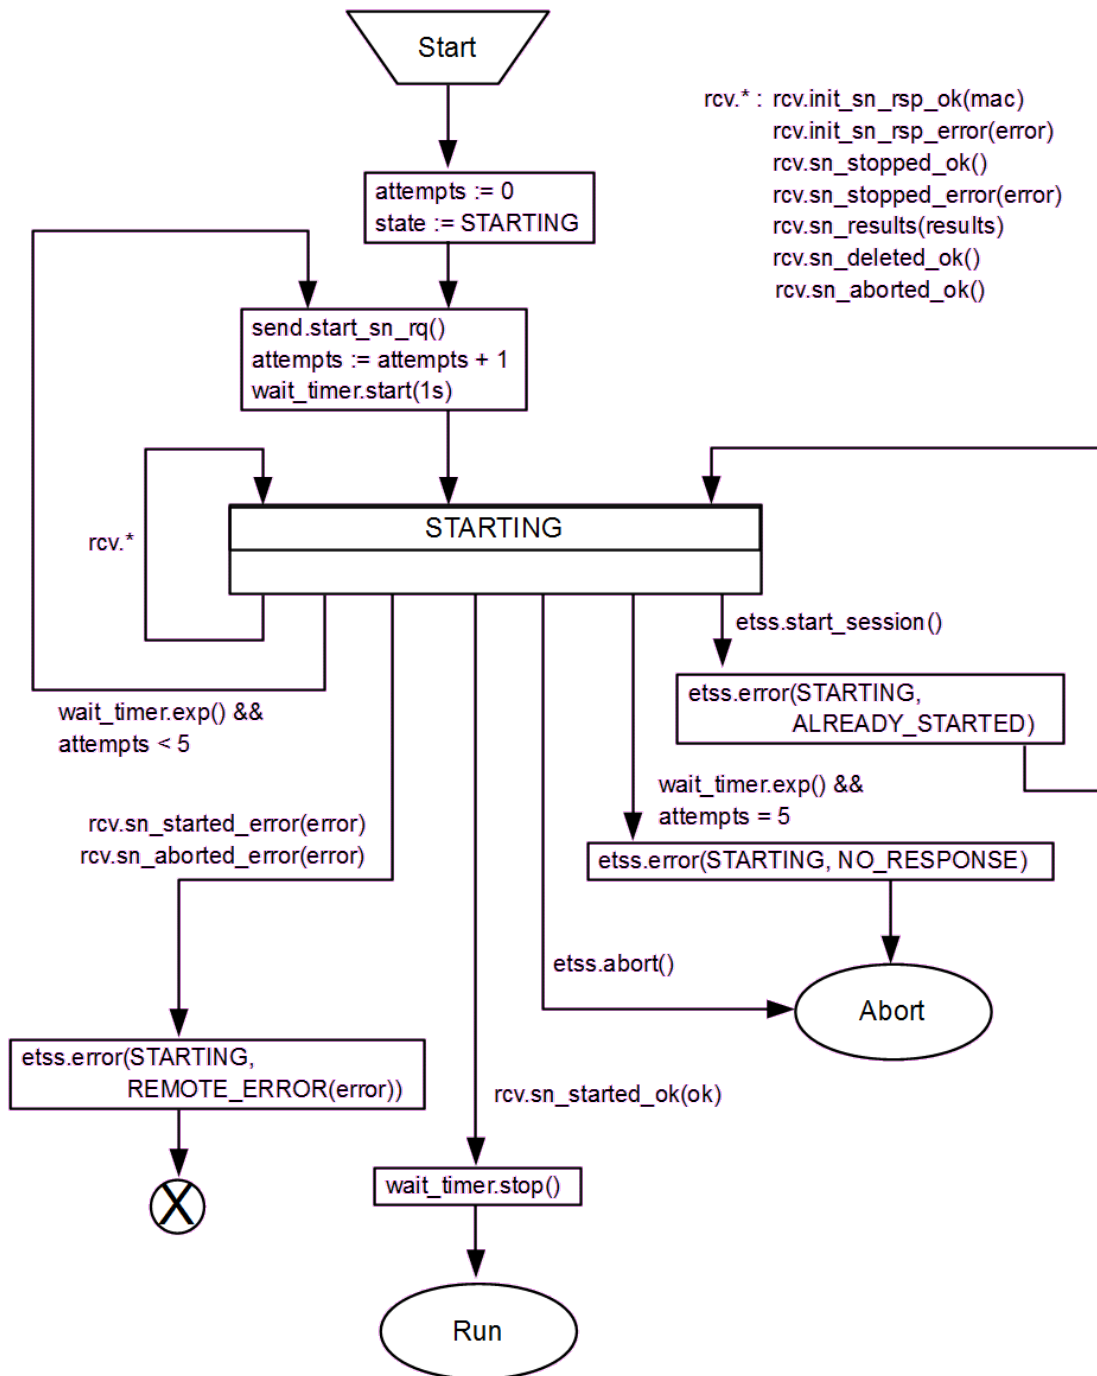 Start
rcv.* : rcv.init_sn_rsp_ok(mac)
rcv.init_sn_rsp_error(error)
rcv.sn_stopped_ok()
rcv.sn_stopped_error(error)
rcv.sn_results(results)
rcv.sn_deleted_ok()
rcv.sn_aborted_ok()
attempts := 0
state := STARTING
send.start_sn_rq()
attempts := attempts + 1
wait_timer.start(1s)
rcv.*
STARTING
etss.start_session()
etss.error(STARTING,
ALREADY_STARTED)
wait_timer.exp() &&
attempts < 5
wait_timer.exp() &&
attempts = 5
rcv.sn_started_error(error)
rcv.sn_aborted_error(error)
etss.error(STARTING, NO_RESPONSE)
etss.abort()
Abort
etss.error(STARTING,
REMOTE_ERROR(error))
rcv.sn_started_ok(ok)
X
wait_timer.stop()
Run